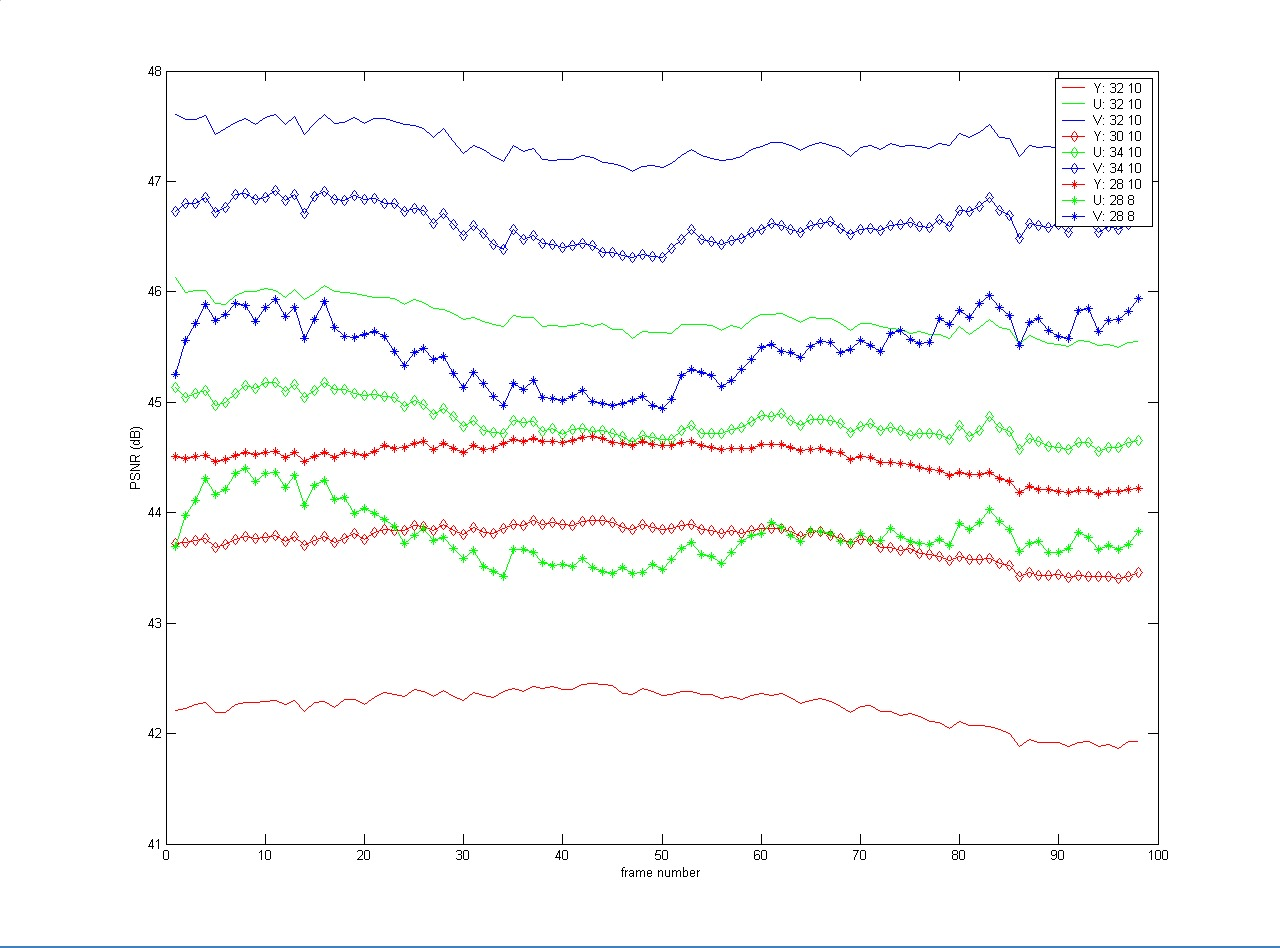 48
47
46
45
44
43
42
41
PSNR (dB)
0 10 20 30 40 50 60 70 80 90 100
frame number
Y: 32 10
U: 32 10
V: 32 10
Y: 30 10
U: 34 10
V: 34 10
Y: 28 10
U: 28 8
V: 28 8